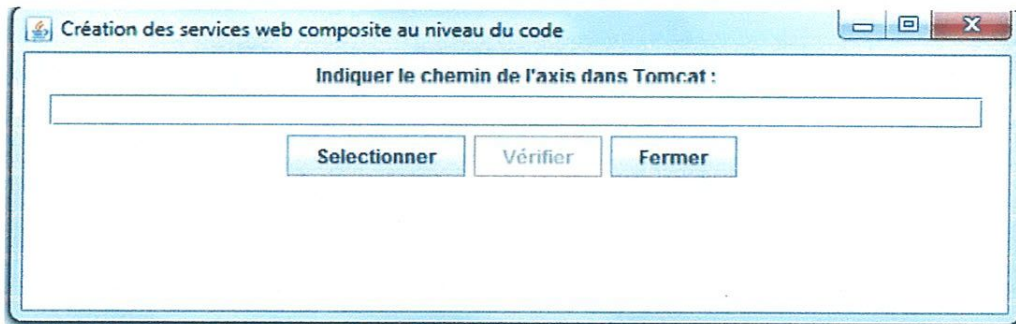 Création des services web composite au niveau du code
Indiquer le chemin de l'axis dans Tomcat :
Selectionner Vérifier Fermer